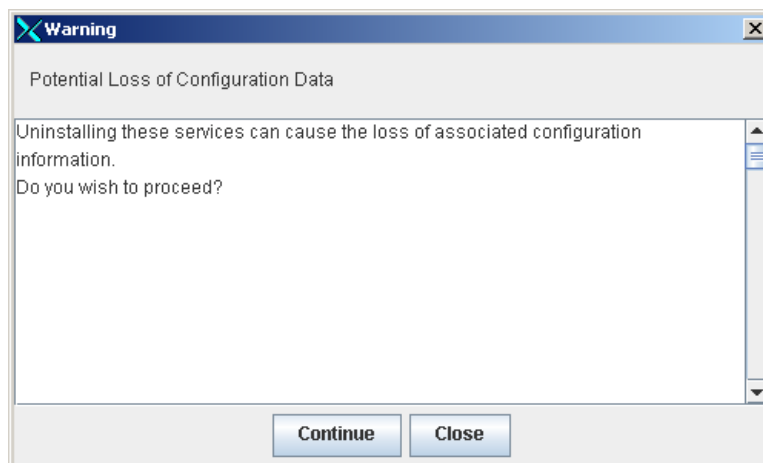 Warning
Potential Loss of Configuration Data
Uninstalling these services can cause the loss of associated configuration
information.
Do you wish to proceed?
Continue Close